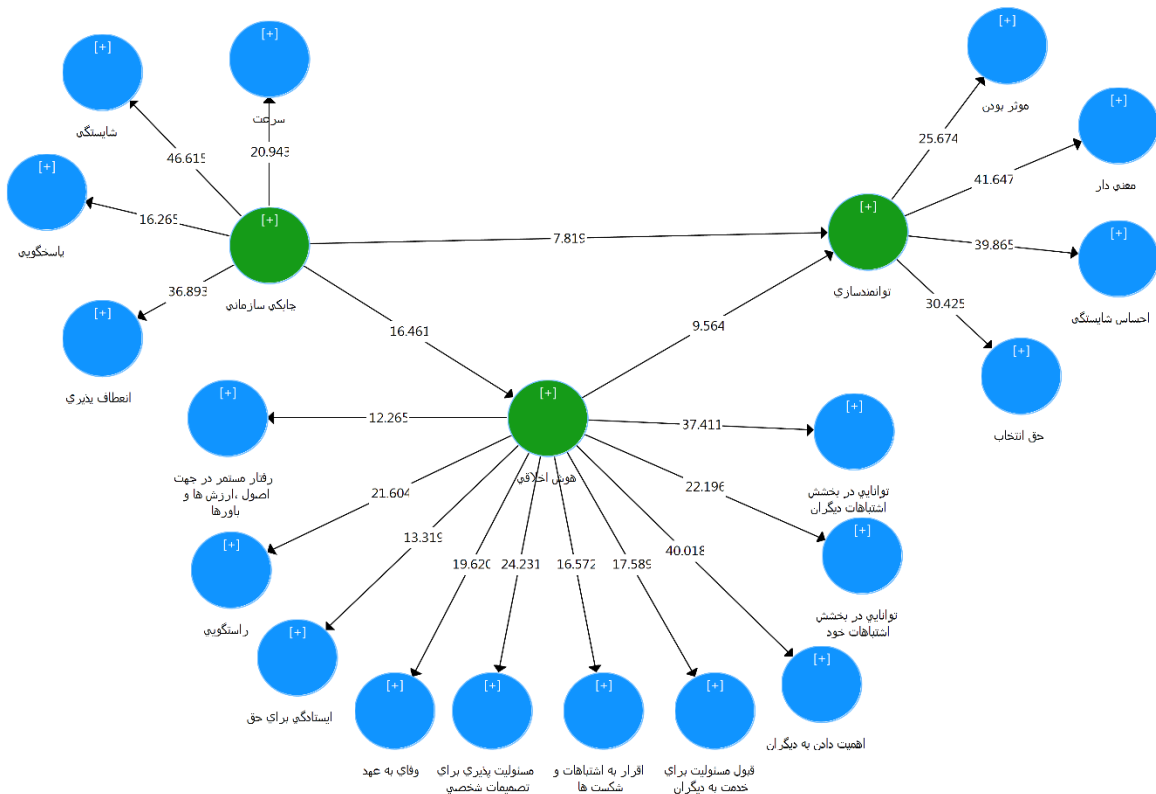 [+]
[+]
[+]
موثر بودن
سرعت
[+]
شايستگي
25.674
20.943
46.615
41.647
معني دار
[+]
16.265
[+]
[+]
7.819
39.865
[+]
پاسخگويي
36.893
چابكي سازماني
توانمندسازي
30.425
احساس شايستگي
[+]
16.461
9.564
[+]
انعطاف پذيري
[+]
[+]
[+]
حق انتخاب
12.265
37.411
هوش اخلاقي
رفتار مستمر در جهت
اصول ،ارزش ها و
باورها
21.604
22.196
توانايي در بخشش
اشتباهات ديگران
[+]
[+]
13.319
40.018
19.620
24.231
16.572
17.589
راستگويي
توانايي در بخشش
اشتباهات خود
[+]
[+]
[+]
[+]
[+]
[+]
ايستادگي براي حق
اهميت دادن به ديگران
وفاي به عهد
مسئوليت پذيري براي
تصميمات شخصي
اقرار به اشتباهات و
شكست ها
قبول مسئوليت براي
خدمت به ديگران